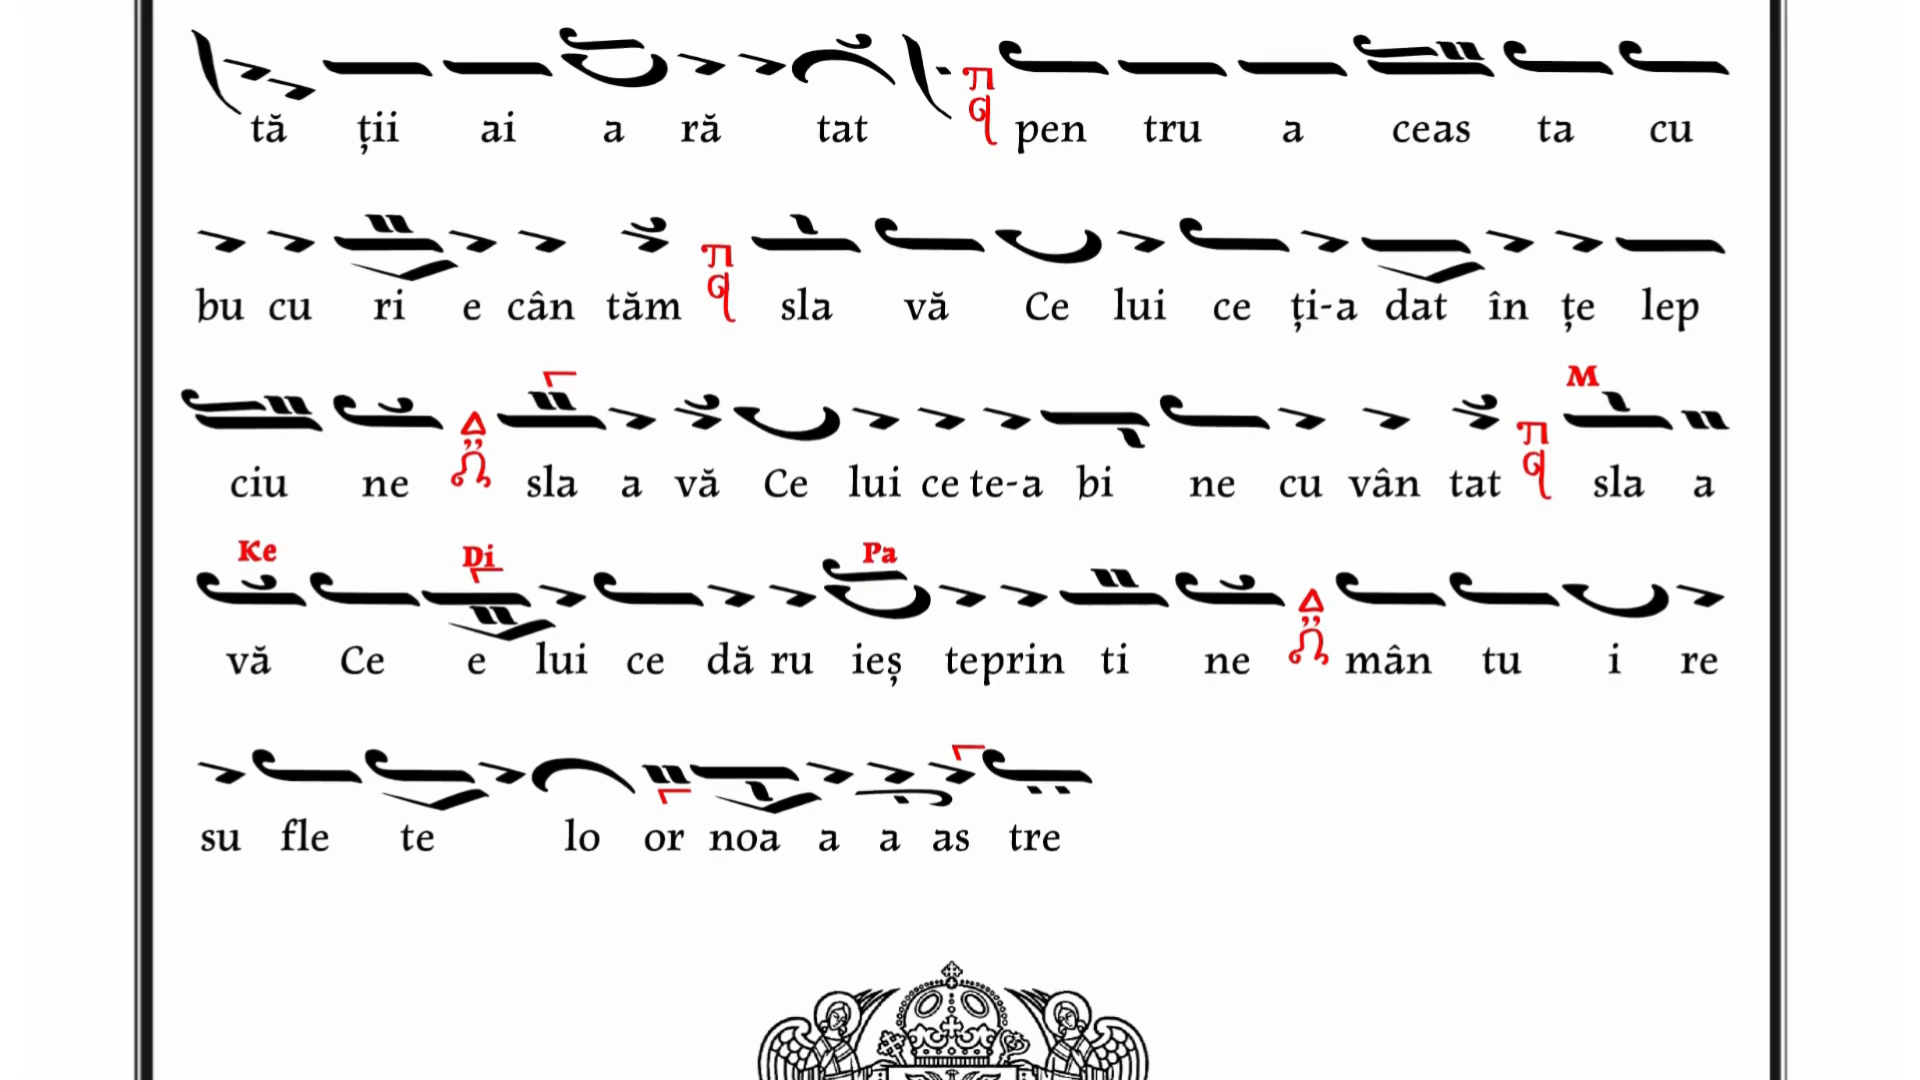 tă ții ai a ră tat π q pen tru a ceas ta cu
bu cu ri e cân tăm π q sla vă Ce lui ce ți-a dat în țe lep
M
ciu ne Δ sla a vă Ce lui ce te-a bi ne cu vân tat π q sla a
Ke Di Pa
vă Ce e lui ce dă ru ieș teprin ti ne Δ mân tu i re
su fle te lo or noa a a as tre